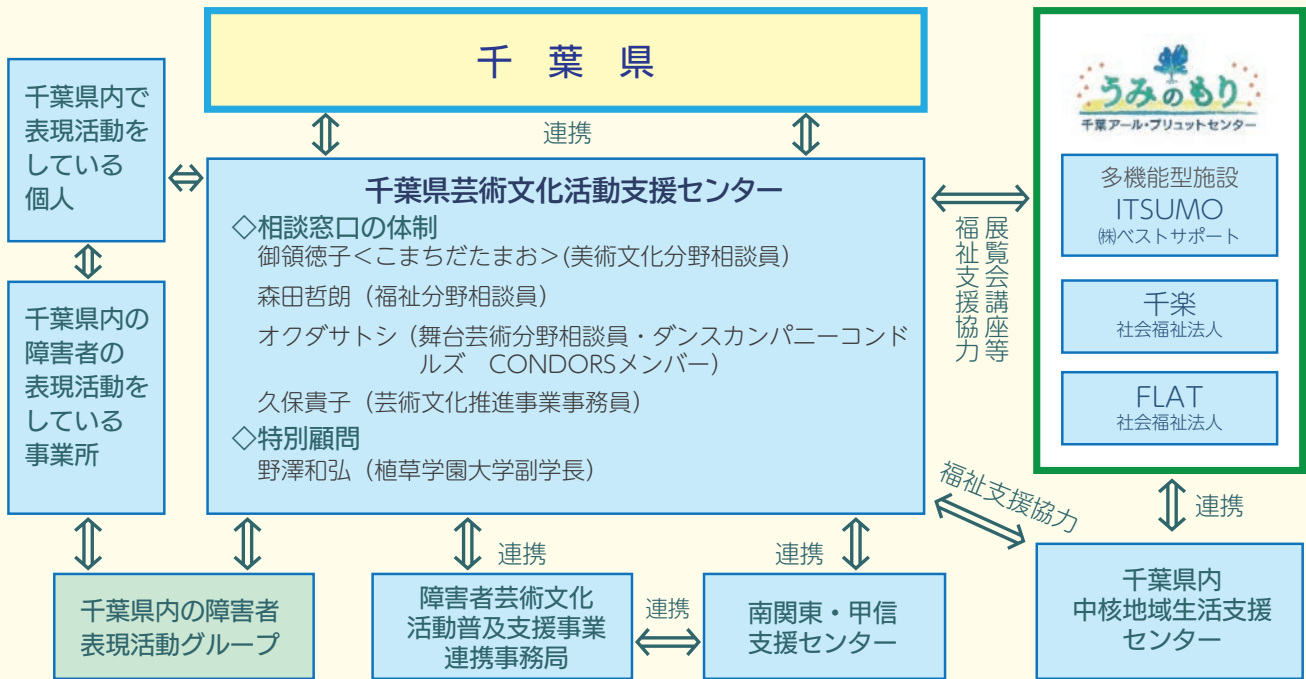 千葉県
連携
千葉県内で
表現活動を
している
個人
千葉県内の
障害者の
表現活動を
している
事業所
千葉県芸術文化活動支援センター
◇相談窓口の体制
御領徳子＜こまちだたまお＞(美術文化分野相談員)
森田哲朗（福祉分野相談員）
オクダサトシ（舞台芸術分野相談員・ダンスカンパニーコンド
ルズ　CONDORSメンバー）
久保貴子（芸術文化推進事業事務員）
◇特別顧問
野澤和弘（植草学園大学副学長）
展覧会講座等
福祉支援協力
うみのもり
千葉アール・ブリュットセンター
多機能型施設
ITSUMO
㈱ベストサポート
千楽
社会福祉法人
FLAT
社会福祉法人
福祉支援協力
連携
連携
連携
千葉県内の障害者
表現活動グループ
障害者芸術文化
活動普及支援事業
連携事務局
連携
南関東・甲信
支援センター
千葉県内
中核地域生活支援
センター